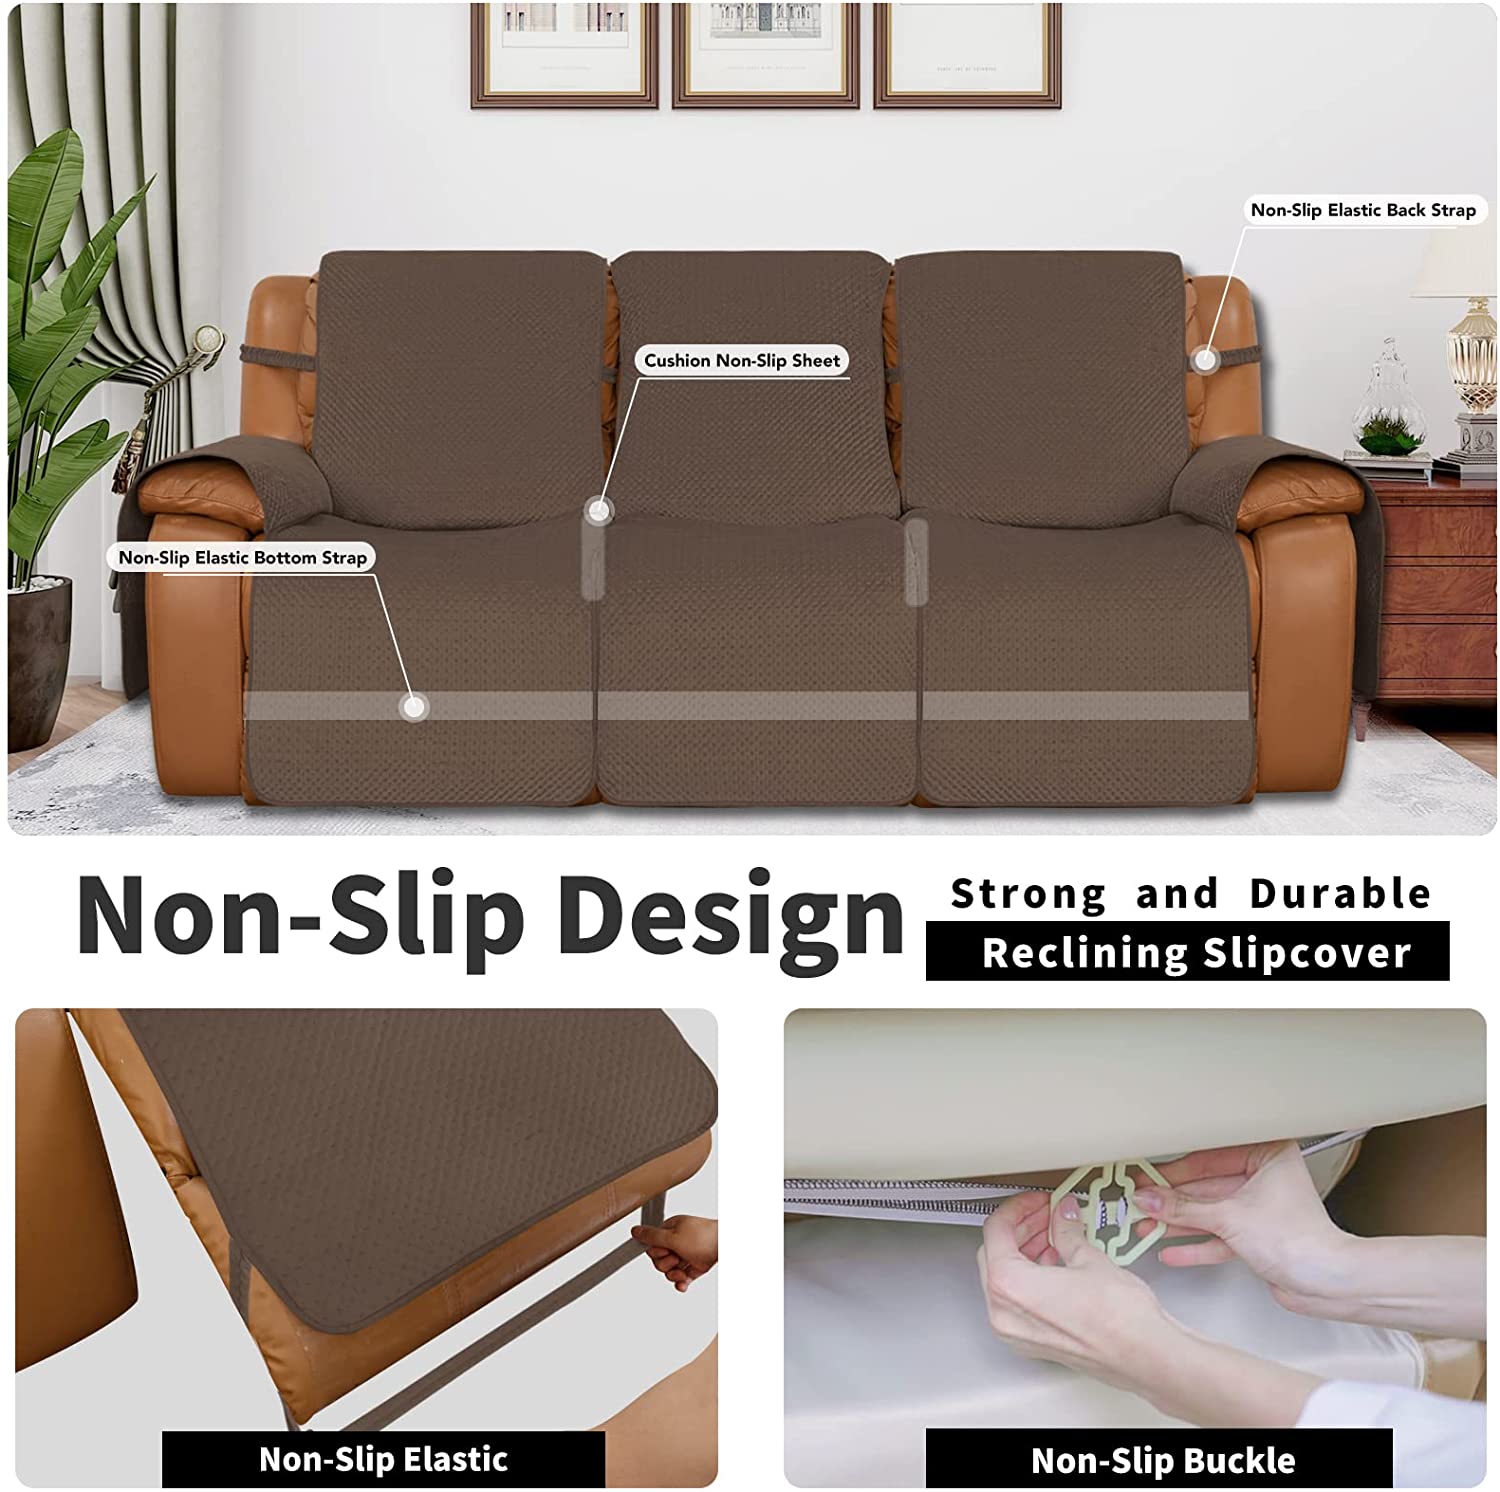 Non-Slip Elastic Back Strap
Cushion Non-Slip Sheet
Non-Slip Elastic Bottom Strap
Non-Slip Design
Strong and Durable
Reclining Slipcover
Non-Slip Elastic
Non-Slip Buckle